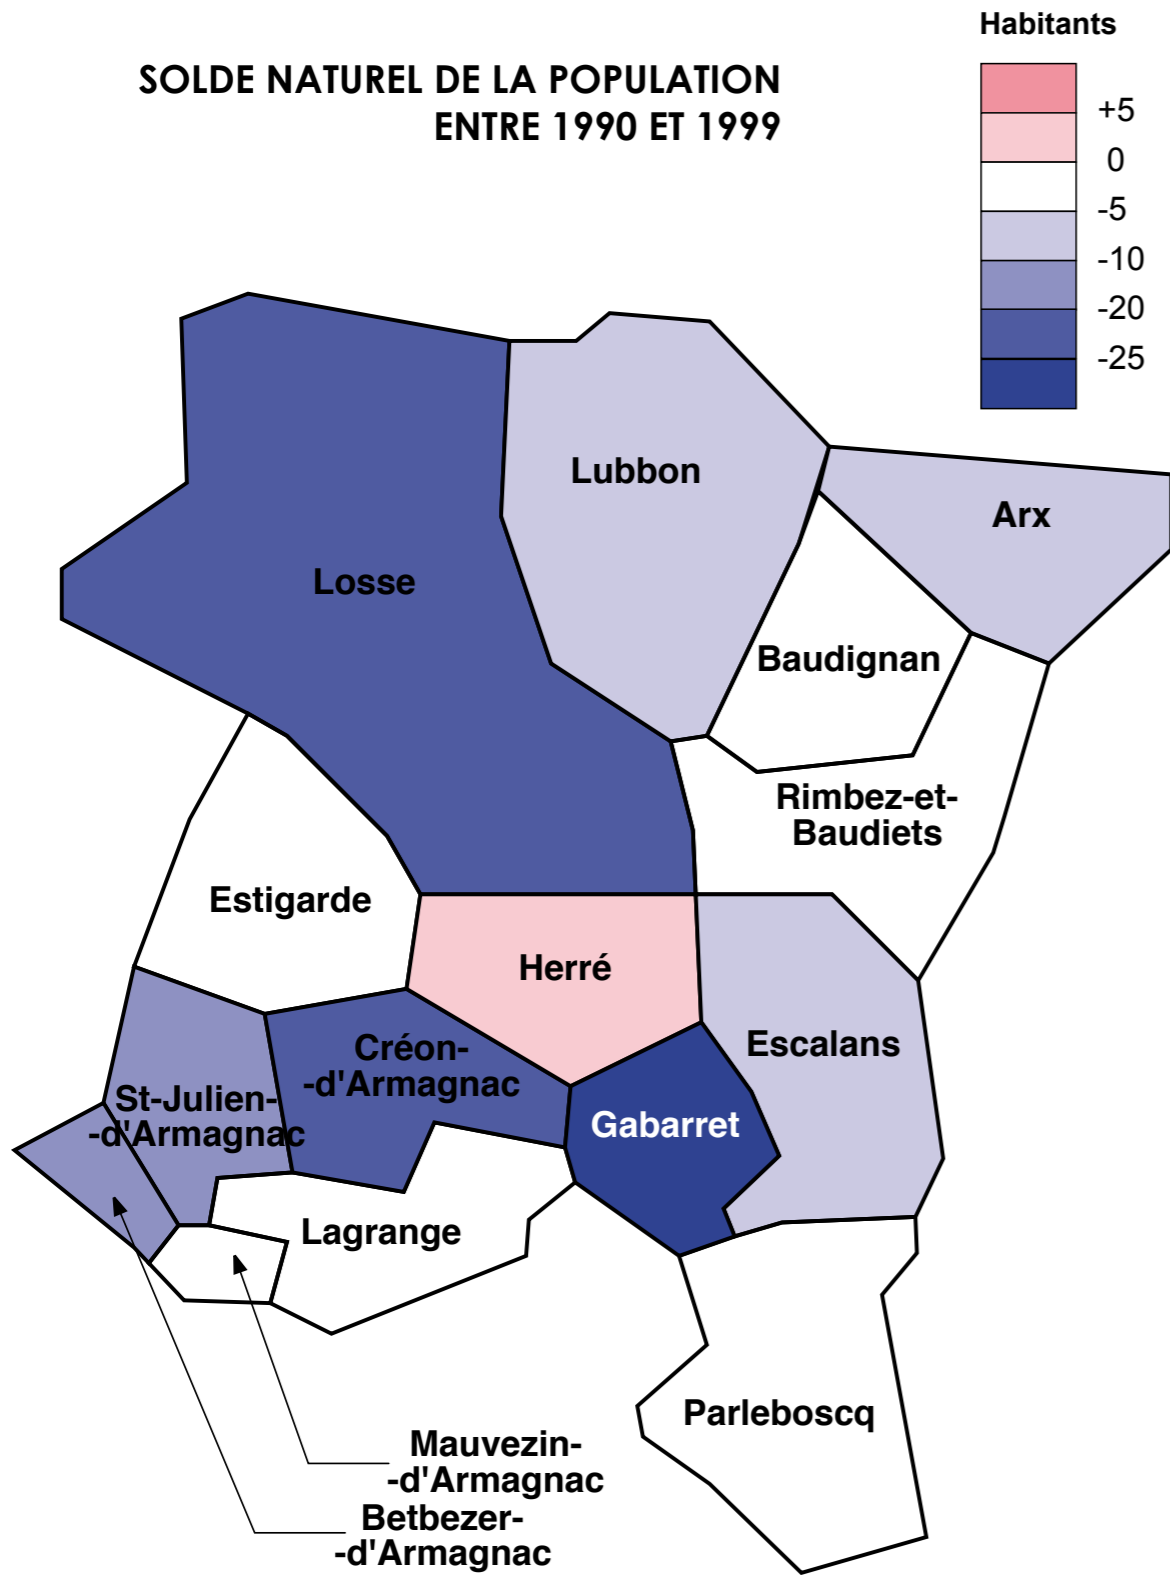 Habitants
SOLDE NATUREL DE LA POPULATION
ENTRE 1990 ET 1999
+5
0
-5
-10
-20
-25
Lubbon
Arx
Losse
Baudignan
Rimbez-et-
Baudiets
Estigarde
Herré
Escalans
Créon-
-d'Armagnac
St-Julien-
-d'Armagnac
Gabarret
Lagrange
Parleboscq
Mauvezin-
-d'Armagnac
Betbezer-
-d'Armagnac